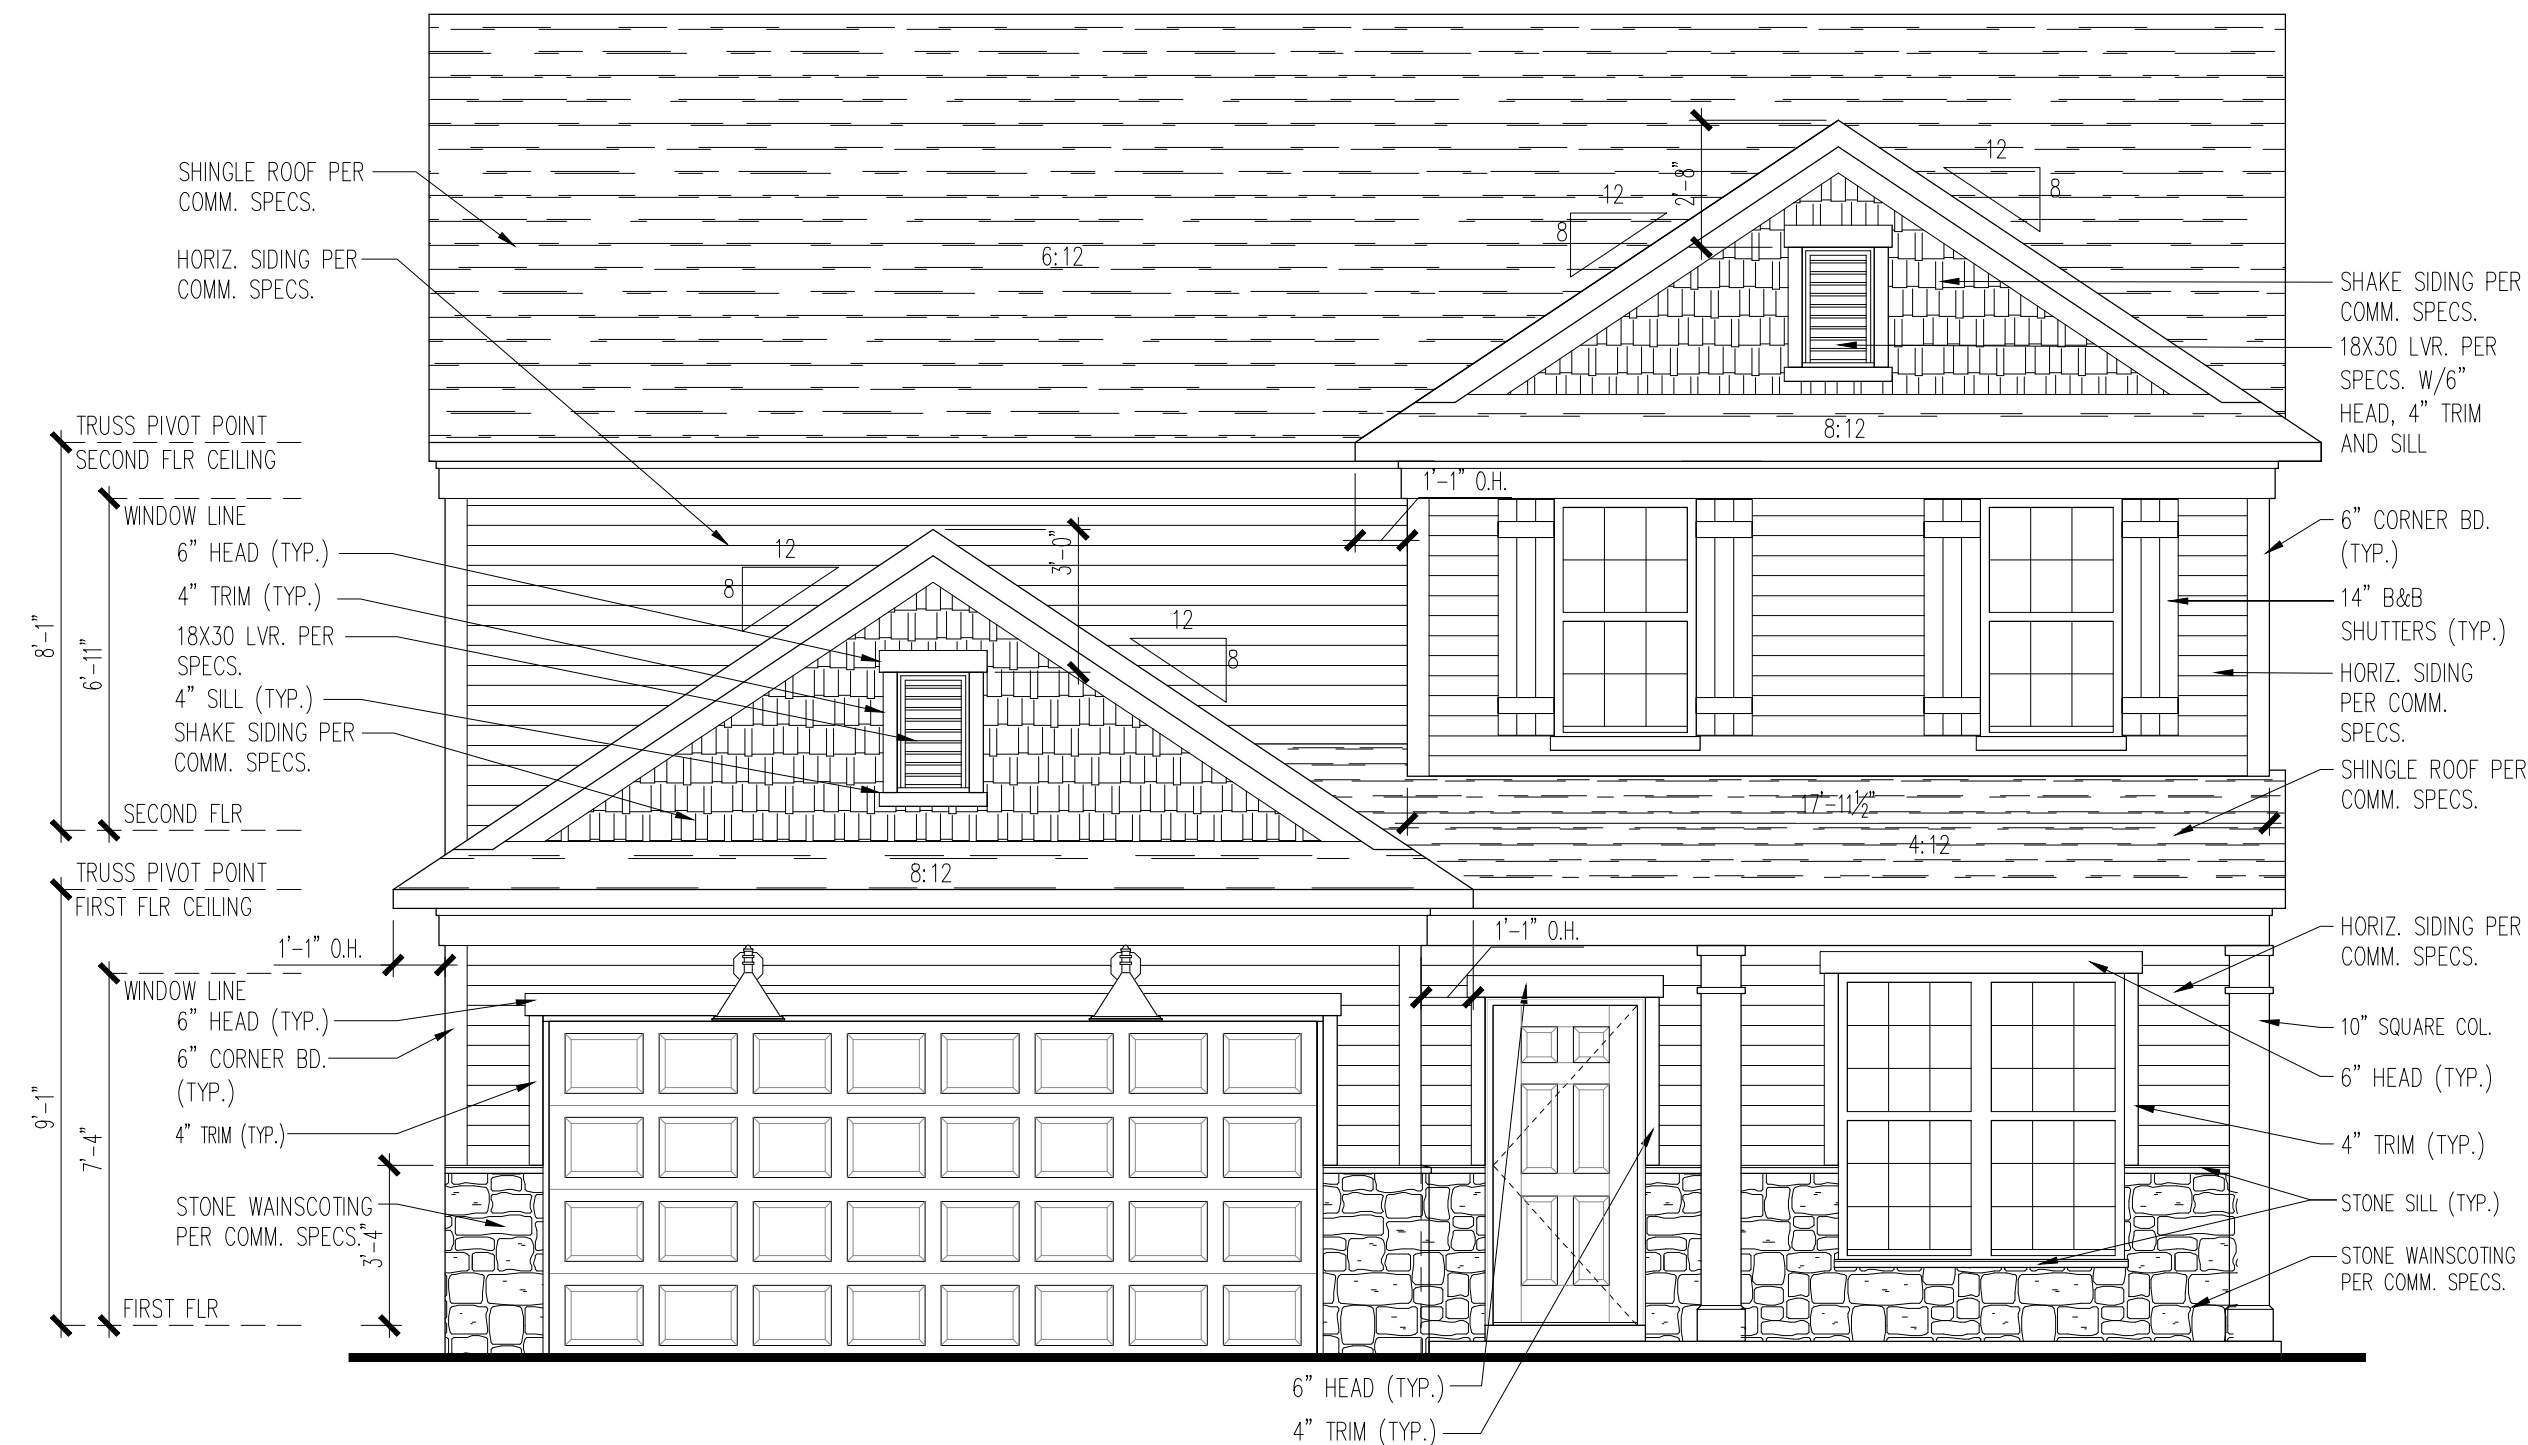 SHINGLE ROOF PER
COMM. SPECS.
HORIZ. SIDING PER
COMM. SPECS.
6:12
2'-8"
12
8
12
8
SHAKE SIDING PER
COMM. SPECS.
18X30 LVR. PER
SPECS. W/6"
HEAD, 4" TRIM
AND SILL
8:12
TRUSS PIVOT POINT
SECOND FLR CEILING
WINDOW LINE
6" HEAD (TYP.)
4" TRIM (TYP.)
18X30 LVR. PER
SPECS.
4" SILL (TYP.)
SHAKE SIDING PER
COMM. SPECS.
8'-1"
6'-11"
SECOND FLR
12
8
3'-0"
12
8
1'-1" O.H.
6" CORNER BD.
(TYP.)
14" B&B
SHUTTERS (TYP.)
HORIZ. SIDING
PER COMM.
SPECS.
SHINGLE ROOF PER
COMM. SPECS.
17'-11½"
4:12
8:12
TRUSS PIVOT POINT
FIRST FLR CEILING
1'-1" O.H.
WINDOW LINE
6" HEAD (TYP.)
6" CORNER BD.
(TYP.)
4" TRIM (TYP.)
9'-1"
7'-4"
STONE WAINSCOTING
PER COMM. SPECS.
3'-4"
FIRST FLR
1'-1" O.H.
HORIZ. SIDING PER
COMM. SPECS.
10" SQUARE COL.
6" HEAD (TYP.)
4" TRIM (TYP.)
STONE SILL (TYP.)
STONE WAINSCOTING
PER COMM. SPECS.
6" HEAD (TYP.)
4" TRIM (TYP.)